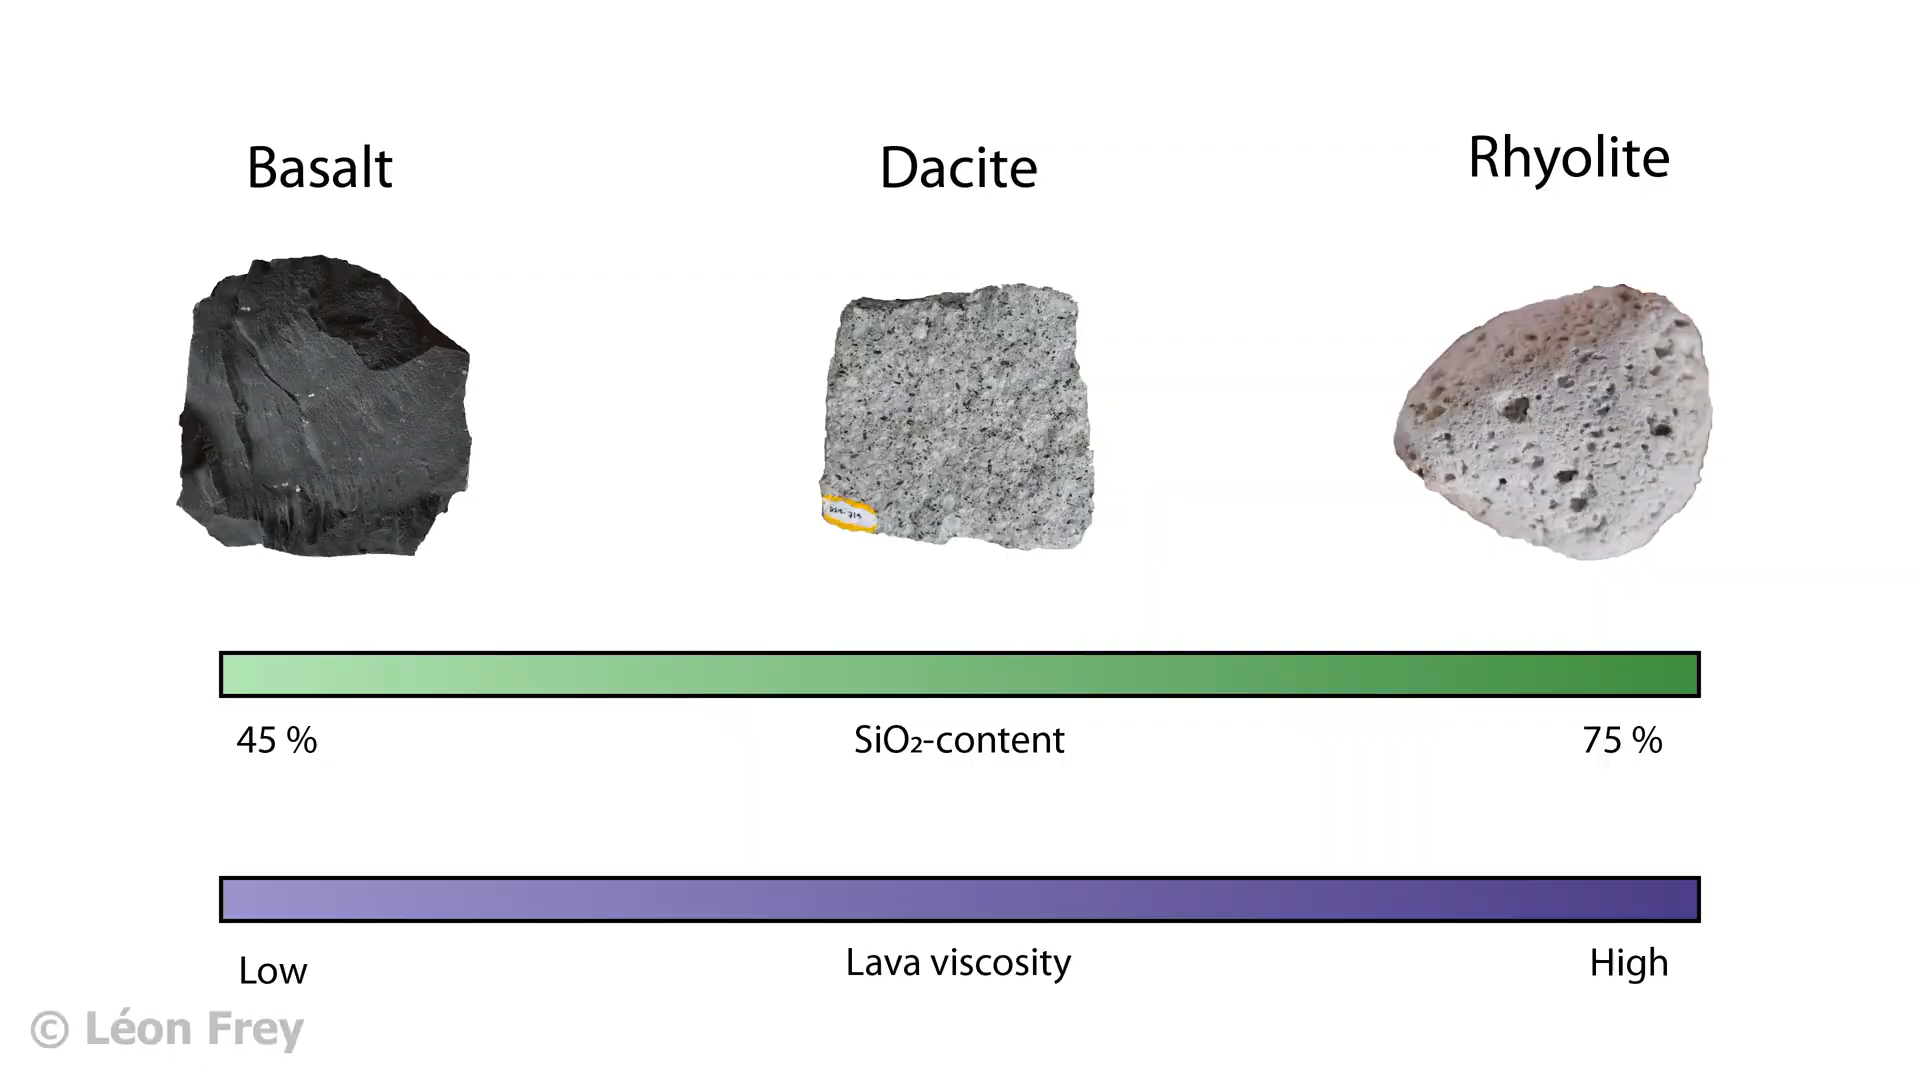 Basalt
Dacite
Rhyolite
45 %
SiO₂-content
75 %
Low
Lava viscosity
High
© Léon Frey